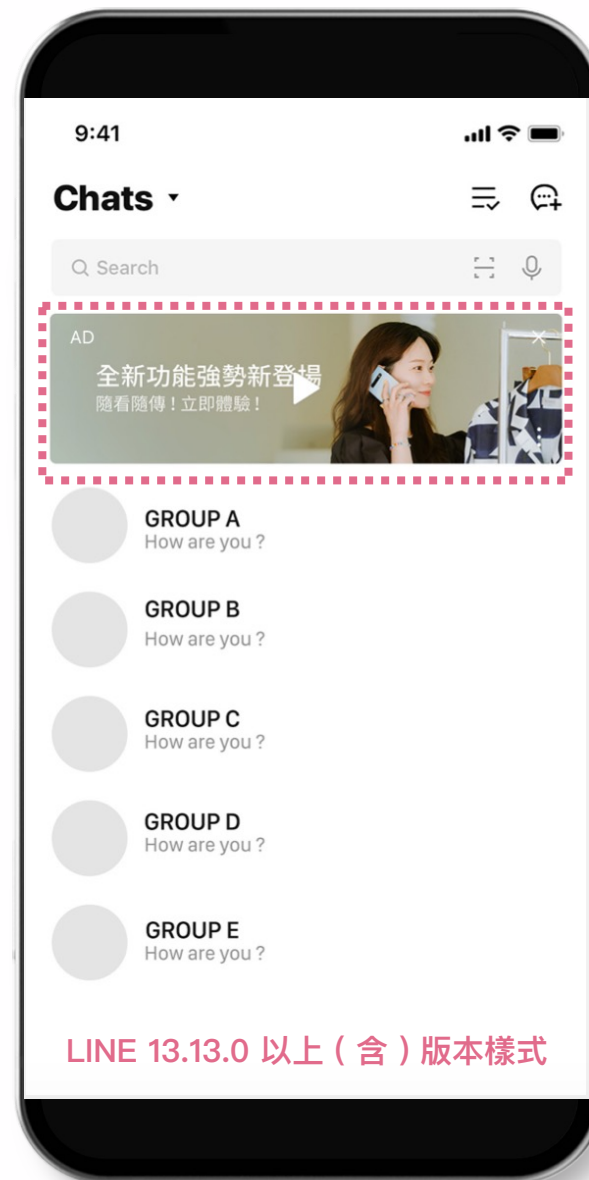 9:41
Chats
Search
AD
全新功能強勢新登場
隨看隨傳！立即體驗！
GROUP A
How are you ?
GROUP B
How are you ?
GROUP C
How are you ?
GROUP D
How are you ?
GROUP E
How are you ?
LINE 13.13.0 以上（含）版本樣式